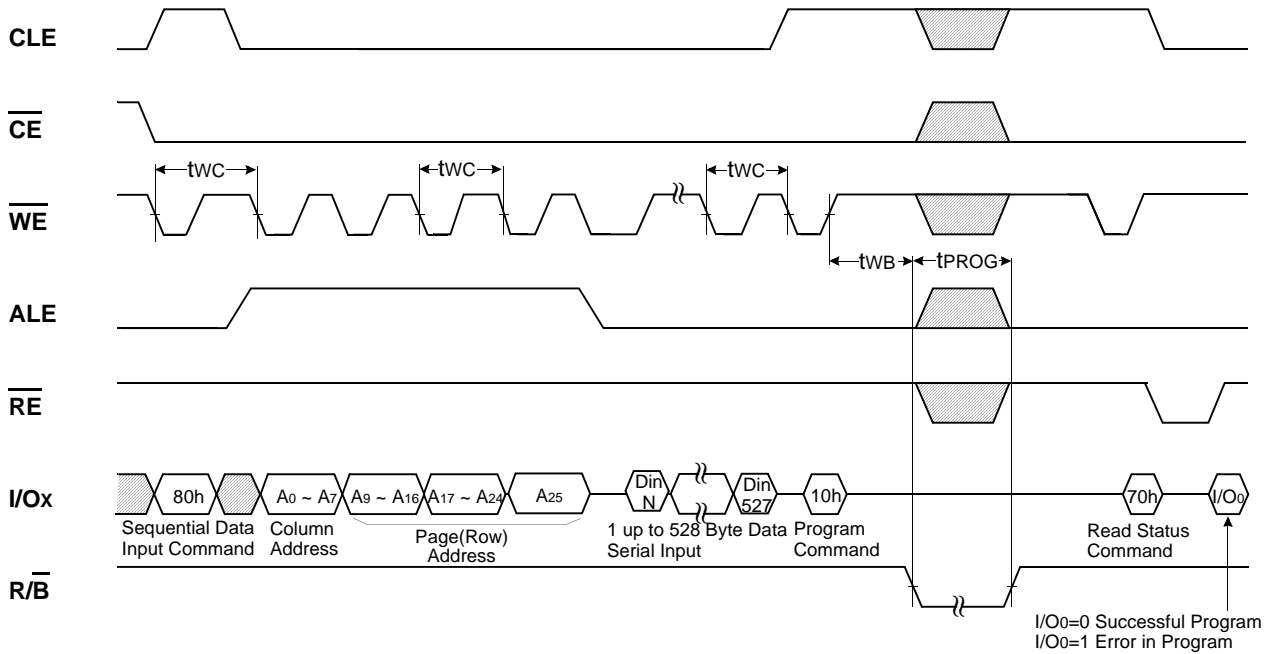 CLE
CE
tWC
tWC
tWC
WE
tWB
tPROG
ALE
RE
I/Ox
80h
A0 ~ A7
A9 ~ A16
A17 ~ A24
A25
Din
N
Din
527
10h
70h
I/O0
Sequential Data
Input Command
Column
Address
Page(Row)
Address
1 up to 528 Byte Data
Serial Input
Program
Command
Read Status
Command
R/B
I/O0=0 Successful Program
I/O0=1 Error in Program